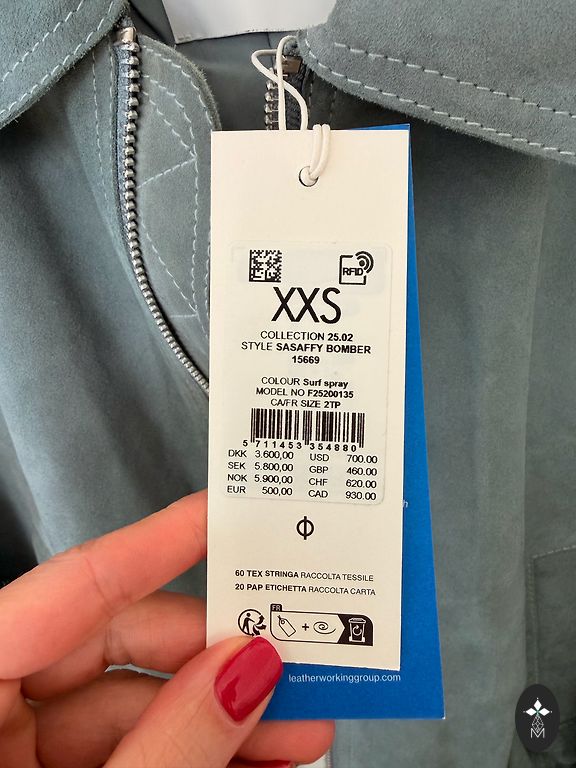 RFID
XXS
COLLECTION 25.02
STYLE SASAFFY BOMBER
15669
COLOUR Surf spray
MODEL NO F25200135
CA/FR SIZE 2TP
5 711453 354880
DKK 3.600,00 USD 700.00
SEK 5.800,00 GBP 460.00
NOK 5.900,00 CHF 620.00
EUR 500,00 CAD 930.00
60 TEX STRINGA RACCOLTA TESSILE
20 PAP ETICHETTA RACCOLTA CARTA
FR
+
leatherworkinggroup.com
M